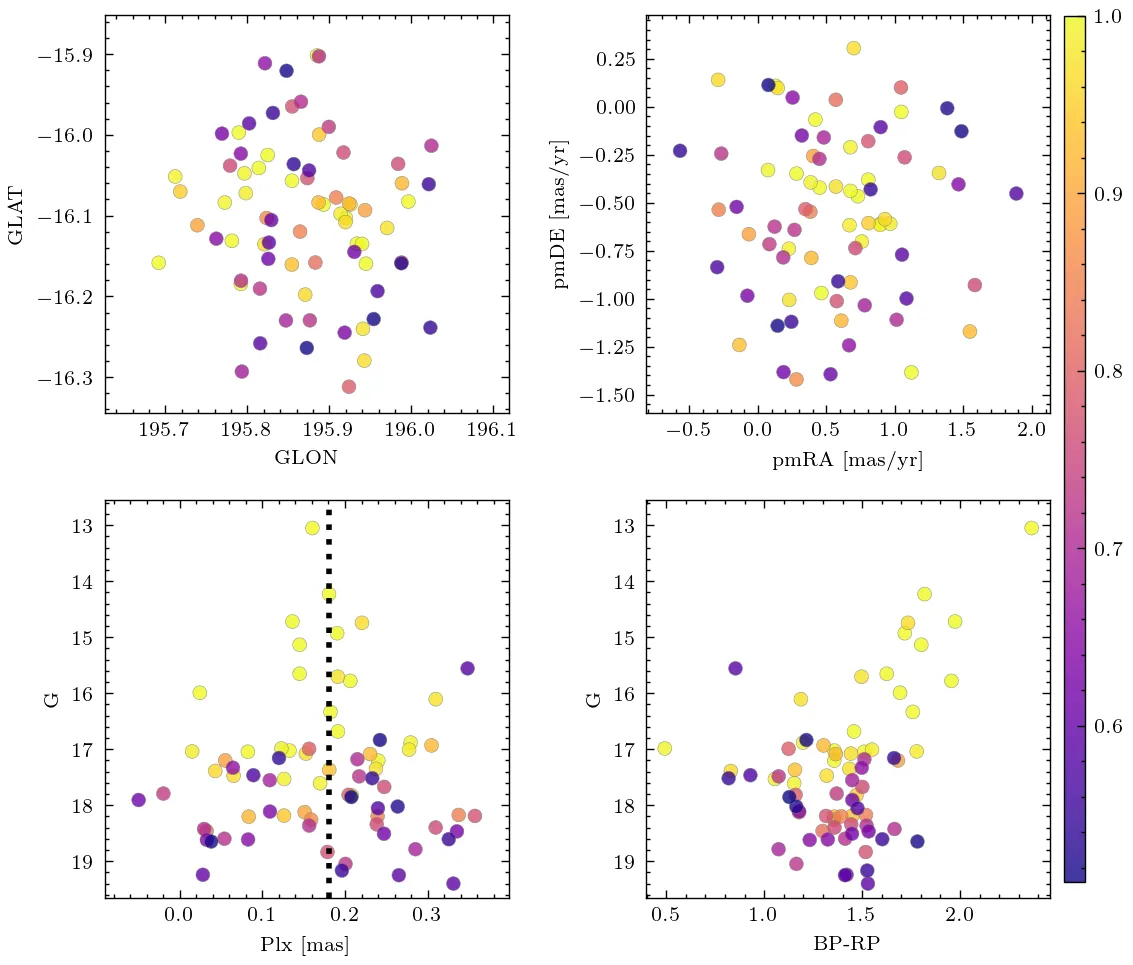 −15.9
−16.0
−16.1
−16.2
−16.3
GLAT
195.7 195.8 195.9 196.0 196.1
GLON
0.25
0.00
−0.25
−0.50
−0.75
−1.00
−1.25
−1.50
pmDE [mas/yr]
−0.5 0.0 0.5 1.0 1.5 2.0
pmRA [mas/yr]
1.0
0.9
0.8
0.7
0.6
13
14
15
16
17
18
19
G
0.0 0.1 0.2 0.3
Plx [mas]
13
14
15
16
17
18
19
G
0.5 1.0 1.5 2.0
BP-RP